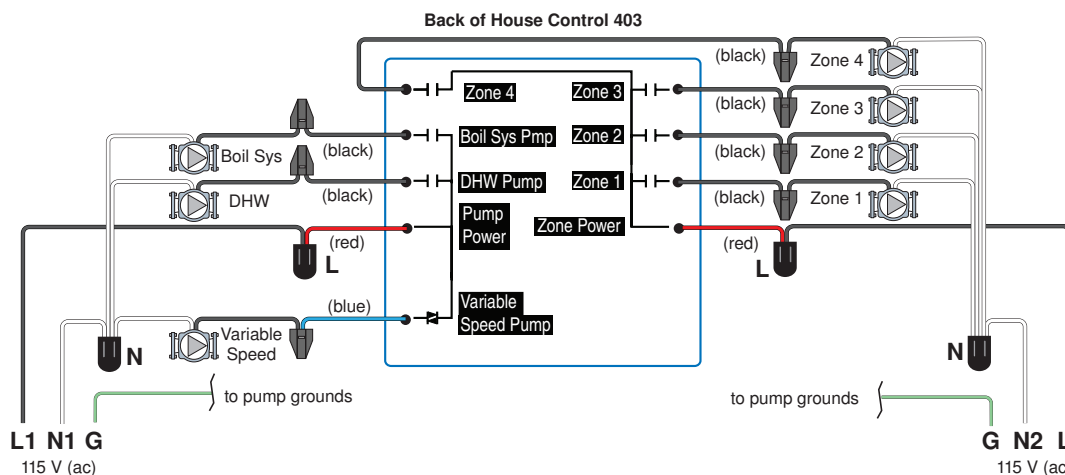 Back of House Control 403
(black)
Zone 4
Zone 4
Zone 3
(black)
Zone 3
Boil Sys
(black)
Boil Sys Pmp
Zone 2
(black)
Zone 2
DHW
(black)
DHW Pump
Zone 1
(black)
Zone 1
L
(red)
Pump
Power
Zone Power
(red)
L
Variable
Speed
(blue)
Variable
Speed Pump
N
N
to pump grounds
to pump grounds
L1 N1 G
115 V (ac)
G N2 L
115 V (ac